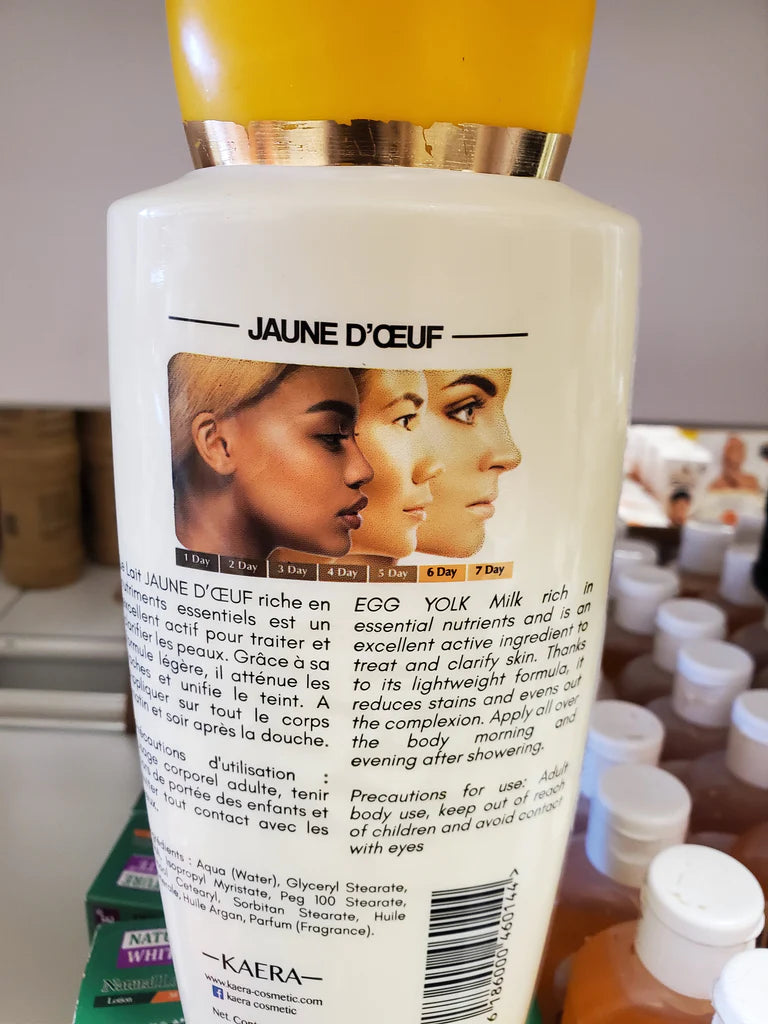 JAUNE D'ŒUF
1 Day 2 Day 3 Day 4 Day 5 Day 6 Day 7 Day
Lait JAUNE D'ŒUF riche en
essentiels est un
actif pour traiter et
les peaux. Grâce à sa
légère, il atténue les
et unifie le teint. A
sur tout le corps
et soir après la douche.
d'utilisation :
corporel adulte, tenir
de portée des enfants et
tout contact avec les
EGG YOLK Milk rich in
essential nutrients and is an
excellent active ingredient to
treat and clarify skin. Thanks
to its lightweight formula, it
reduces stains and evens out
the complexion. Apply all over
the body morning and
evening after showering.
Precautions for use: Adult
body use, keep out of reach
of children and avoid contact
with eyes
: Aqua (Water), Glyceryl Stearate,
Isopropyl Myristate, Peg 100 Stearate,
Cetearyl, Sorbitan Stearate, Huile
Huile Argan, Parfum (Fragrance).
KAERA
www.kaera-cosmetic.com
kaera cosmetic
Net.
6 186000 460144 >
Lotion